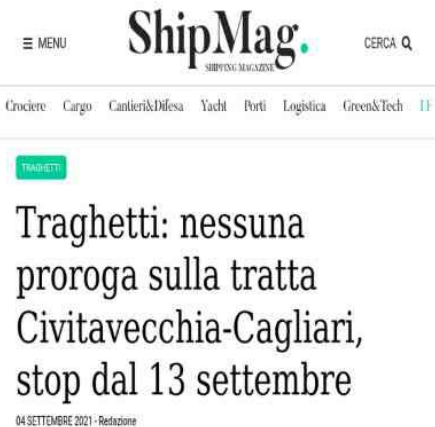 ☰ MENU
ShipMag.
SHIPPING MAGAZINE
CERCA
Crociere Cargo Cantieri&Difesa Yacht Porti Logistica Green&Tech
TRAGHETTI
Traghetti: nessuna
proroga sulla tratta
Civitavecchia-Cagliari,
stop dal 13 settembre
04 SETTEMBRE 2021 - Redazione